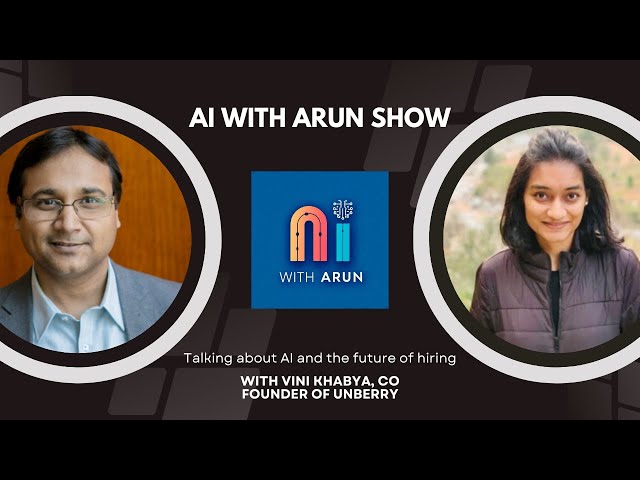 AI WITH ARUN SHOW
Ai
WITH ARUN
Talking about AI and the future of hiring
WITH VINI KHABYA, CO
FOUNDER OF UNBERRY